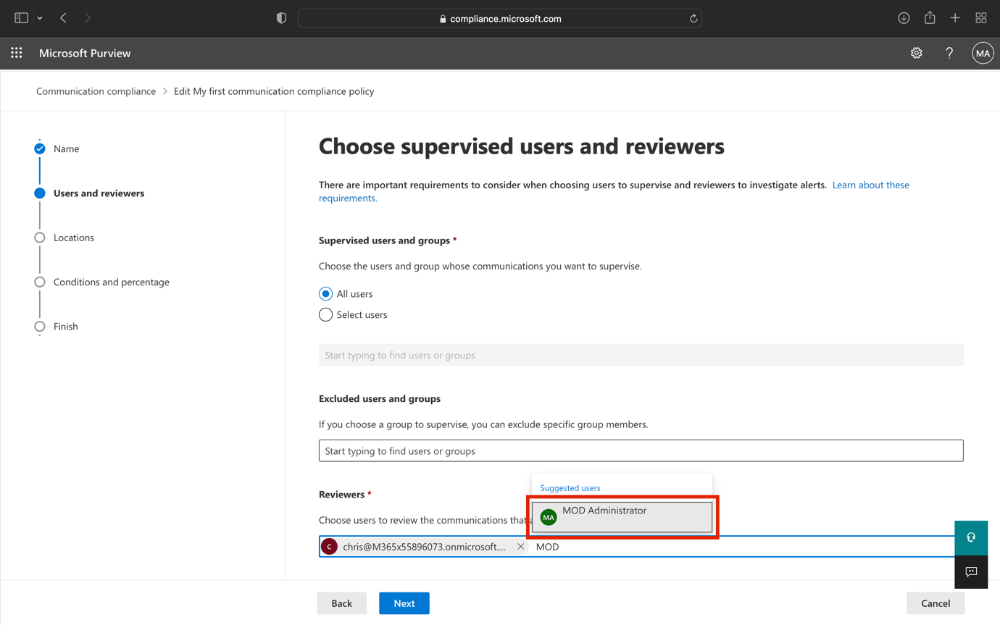 compliance.microsoft.com
Microsoft Purview
? MA
Communication compliance > Edit My first communication compliance policy
Name
Users and reviewers
Locations
Conditions and percentage
Finish
Choose supervised users and reviewers
There are important requirements to consider when choosing users to supervise and reviewers to investigate alerts. Learn about these
requirements.
Supervised users and groups *
Choose the users and group whose communications you want to supervise.
All users
Select users
Start typing to find users or groups
Excluded users and groups
If you choose a group to supervise, you can exclude specific group members.
Start typing to find users or groups
Suggested users
Reviewers *
MA MOD Administrator
Choose users to review the communications that
C chris@M365x55896073.onmicrosoft.... MOD
Back Next Cancel